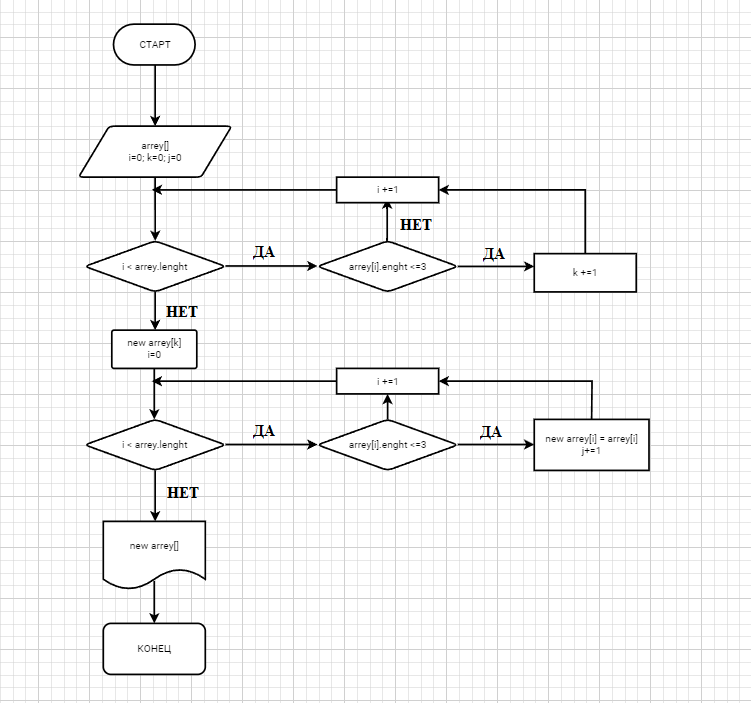 СТАРТ
arrey[]
i=0; k=0; j=0
i +=1
НЕТ
i < arrey.lenght
ДА
arrey[i].enght <=3
ДА
k +=1
НЕТ
new arrey[k]
i=0
i +=1
i < arrey.lenght
ДА
arrey[i].enght <=3
ДА
new arrey[i] = arrey[i]
j+=1
НЕТ
new arrey[]
КОНЕЦ